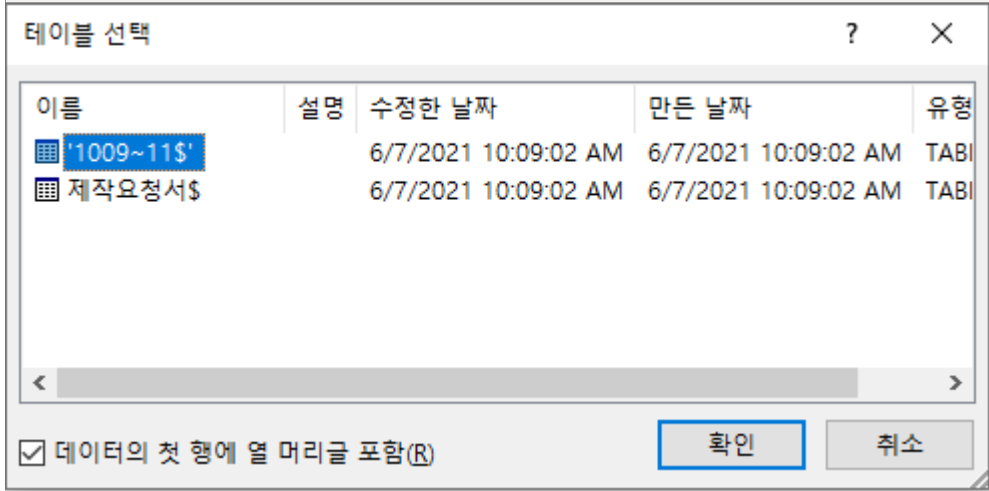 테이블 선택 ?
이름 설명 수정한 날짜 만든 날짜 유형
'1009~11$' 6/7/2021 10:09:02 AM 6/7/2021 10:09:02 AM TABI
제작요청서$ 6/7/2021 10:09:02 AM 6/7/2021 10:09:02 AM TABI
데이터의 첫 행에 열 머리글 포함(R) 확인 취소